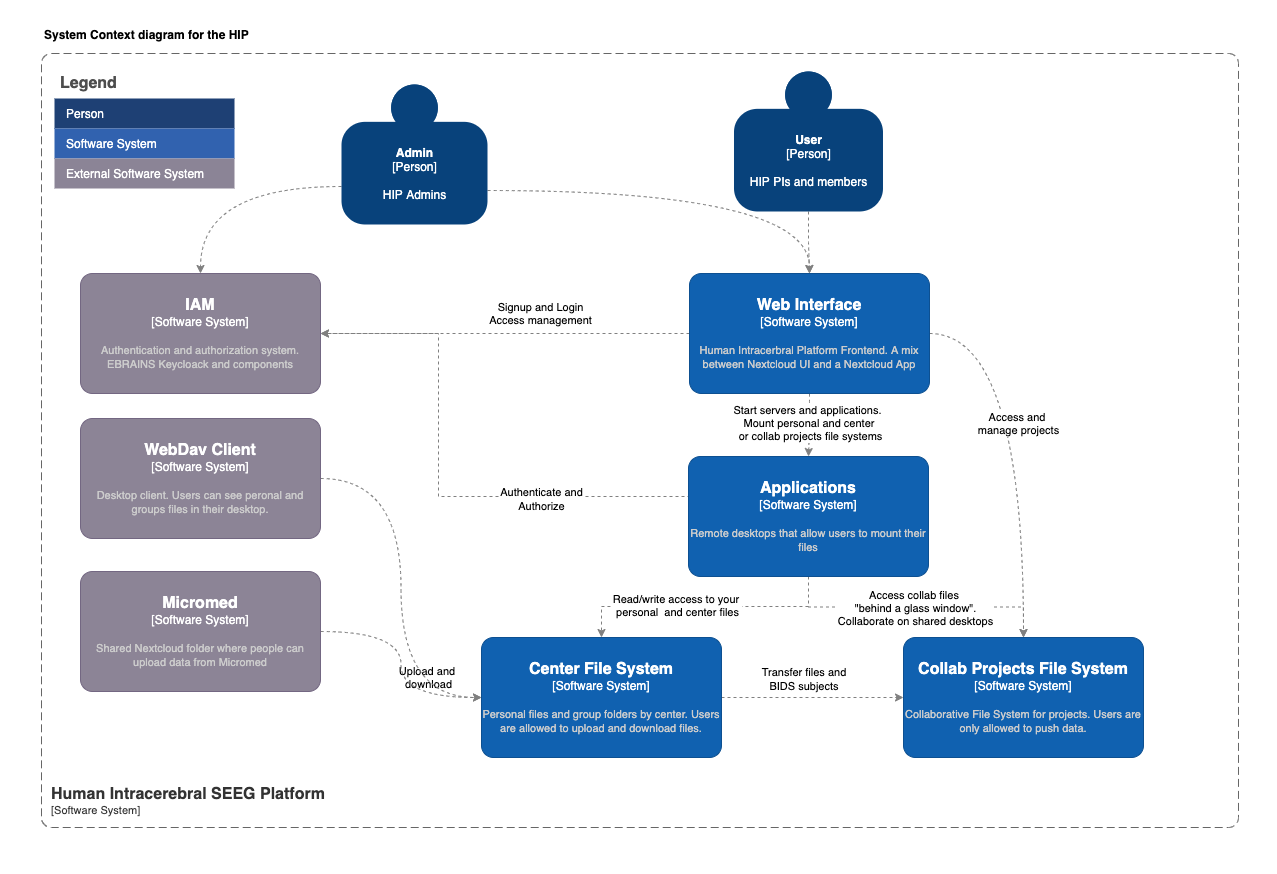 System Context diagram for the HIP
Legend
Person
Software System
External Software System
Admin
[Person]
HIP Admins
User
[Person]
HIP PIs and members
IAM
[Software System]
Authentication and authorization system.
EBRAINS Keycloack and components
Signup and Login
Access management
Web Interface
[Software System]
Human Intracerbral Platform Frontend. A mix
between Nextcloud UI and a Nextcloud App
Start servers and applications.
Mount personal and center
or collab projects file systems
Access and
manage projects
WebDav Client
[Software System]
Desktop client. Users can see peronal and
groups files in their desktop.
Authenticate and
Authorize
Applications
[Software System]
Remote desktops that allow users to mount their
files
Micromed
[Software System]
Shared Nextcloud folder where people can
upload data from Micromed
Read/write access to your
personal  and center files
Access collab files
"behind a glass window".
Collaborate on shared desktops
Upload and
download
Center File System
[Software System]
Personal files and group folders by center. Users
are allowed to upload and download files.
Transfer files and
BIDS subjects
Collab Projects File System
[Software System]
Collaborative File System for projects. Users are
only allowed to push data.
Human Intracerebral SEEG Platform
[Software System]